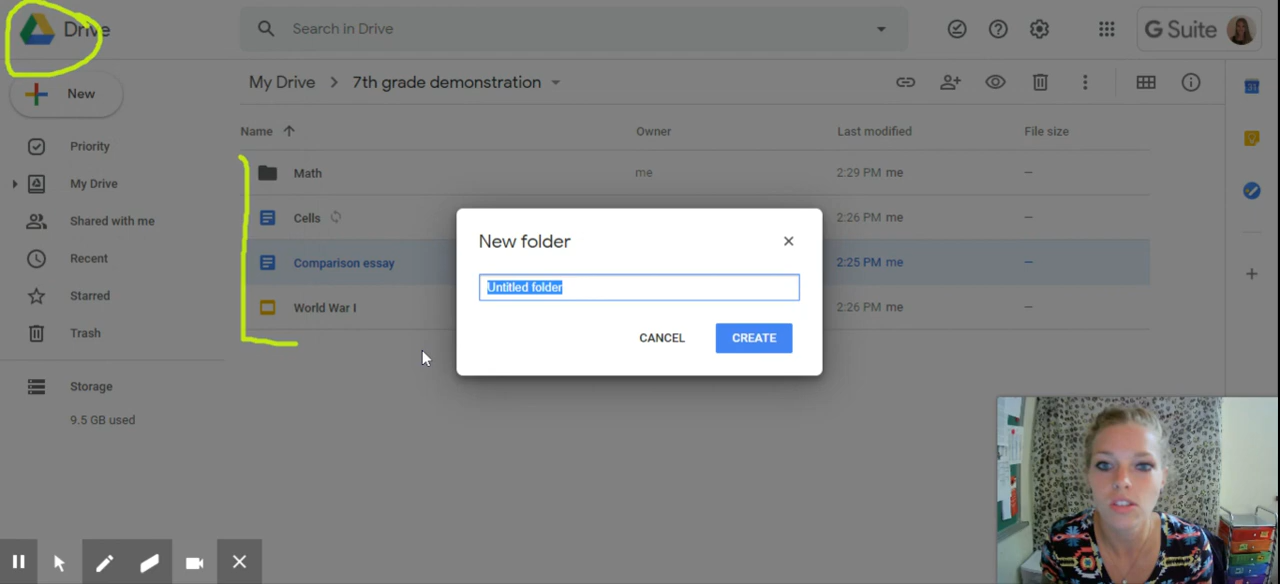 Drive
Search in Drive
G Suite
New
My Drive > 7th grade demonstration
Name
Owner
Last modified
File size
Priority
My Drive
Shared with me
Recent
Starred
Trash
Storage
9.5 GB used
Math
me
2:29 PM me
–
Cells
2:26 PM me
–
Comparison essay
2:25 PM me
–
World War I
2:26 PM me
–
New folder
Untitled folder
CANCEL
CREATE
31